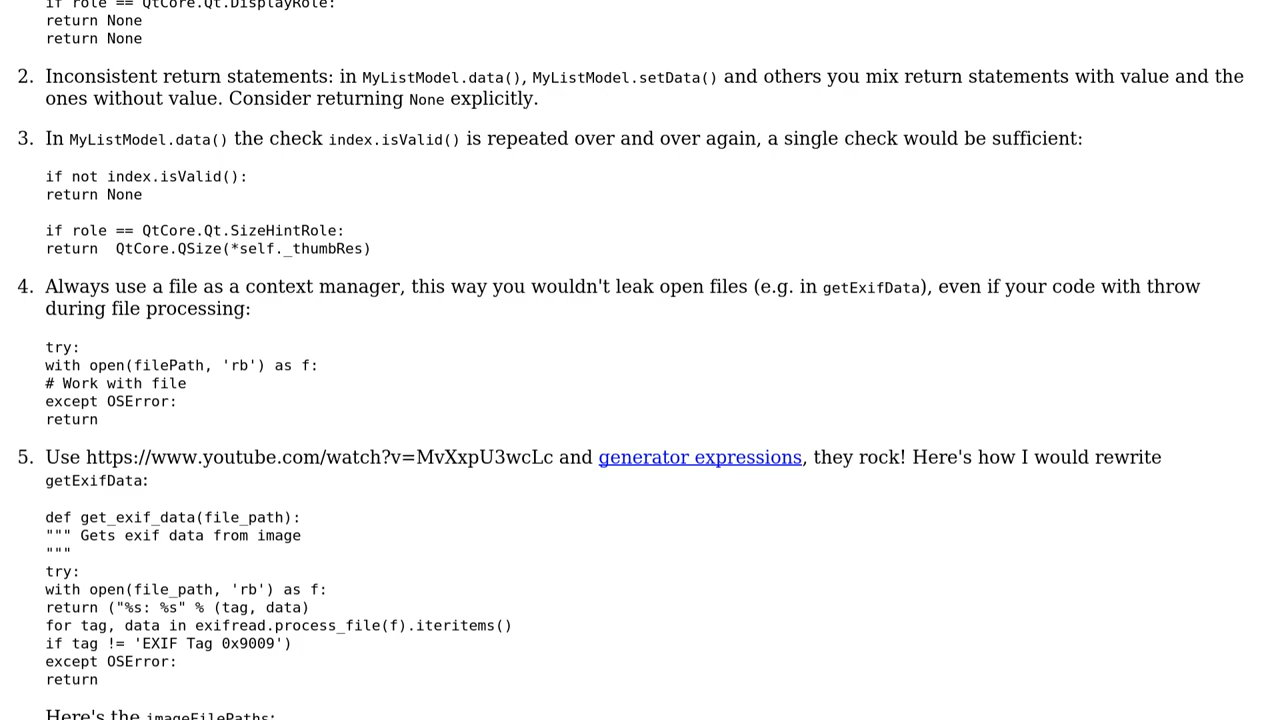 if role == QtCore.Qt.DisplayRole:
return None
return None
2. Inconsistent return statements: in MyListModel.data(), MyListModel.setData() and others you mix return statements with value and the
ones without value. Consider returning None explicitly.
3. In MyListModel.data() the check index.isValid() is repeated over and over again, a single check would be sufficient:
if not index.isValid():
return None
if role == QtCore.Qt.SizeHintRole:
return  QtCore.QSize(*self._thumbRes)
4. Always use a file as a context manager, this way you wouldn't leak open files (e.g. in getExifData), even if your code with throw
during file processing:
try:
with open(filePath, 'rb') as f:
# Work with file
except OSError:
return
5. Use https://www.youtube.com/watch?v=MvXxpU3wcLc and generator expressions, they rock! Here's how I would rewrite
getExifData:
def get_exif_data(file_path):
""" Gets exif data from image
"""
try:
with open(file_path, 'rb') as f:
return ("%s: %s" % (tag, data)
for tag, data in exifread.process_file(f).iteritems()
if tag != 'EXIF Tag 0x9009')
except OSError:
return
Here's the imageFilePaths: